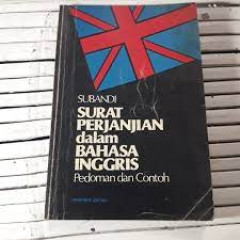 SUBANDI
SURAT
PERJANJIAN
dalam
BAHASA
INGGRIS
Pedoman dan Contoh